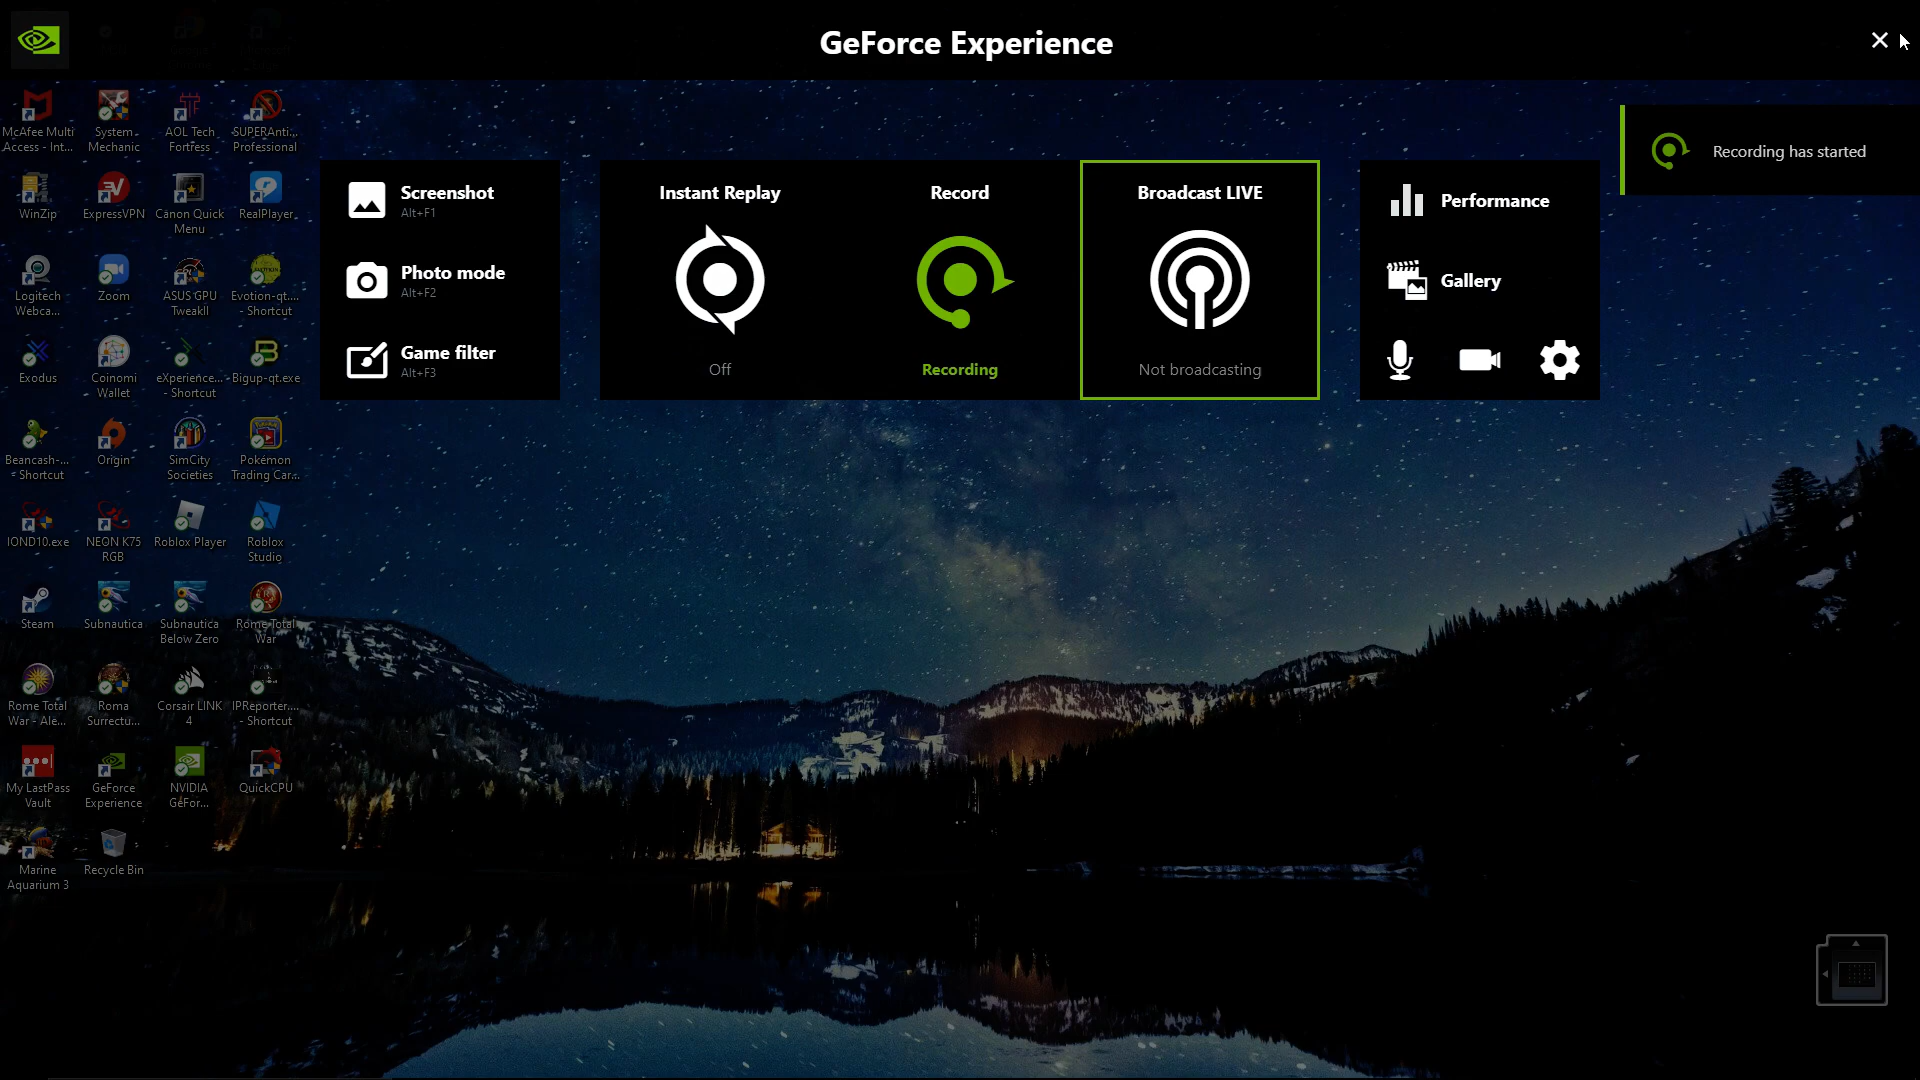 GeForce Experience
Recording has started
Screenshot
Alt+F1
Photo mode
Alt+F2
Game filter
Alt+F3
Instant Replay
Off
Record
Recording
Broadcast LIVE
Not broadcasting
Performance
Gallery
McAfee Multi
Access - Int...
System
Mechanic
AOL Tech
Fortress
SUPERAnti...
Professional
WinZip
ExpressVPN
Canon Quick
Menu
RealPlayer
Logitech
Webca...
Zoom
ASUS GPU
TweakII
Evotion-qt....
- Shortcut
Exodus
Coinomi
Wallet
eXperience...
- Shortcut
Bigup-qt.exe
Beancash-...
- Shortcut
Origin
SimCity
Societies
Pokémon
Trading Car...
IOND10.exe
NEON K75
RGB
Roblox Player
Roblox
Studio
Steam
Subnautica
Subnautica
Below Zero
Rome Total
War
Rome Total
War - Ale...
Roma
Surrectu...
Corsair LINK
4
IPReporter....
- Shortcut
My LastPass
Vault
GeForce
Experience
NVIDIA
GeFor...
QuickCPU
Marine
Aquarium 3
Recycle Bin